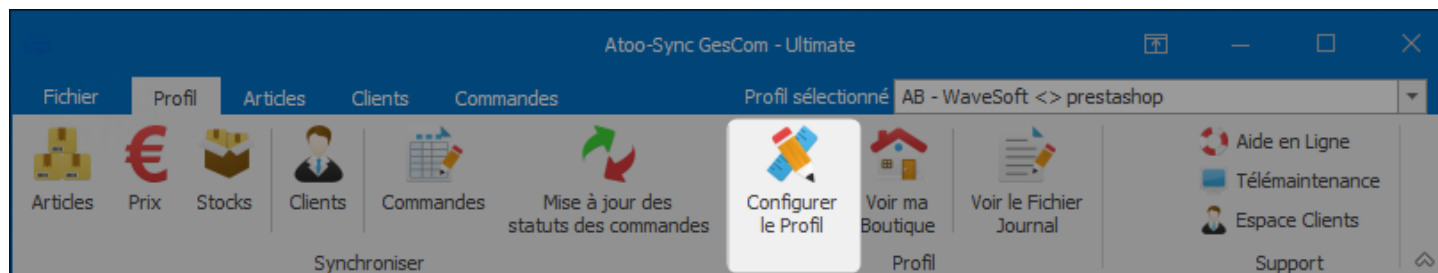 Atoo-Sync GesCom - Ultimate
Fichier Profil Articles Clients Commandes Profil sélectionné AB - WaveSoft <> prestashop
Articles Prix Stocks Clients Commandes Mise à jour des statuts des commandes Configurer le Profil Voir ma Boutique Voir le Fichier Journal
Aide en Ligne
Télémaintenance
Espace Clients
Synchroniser Profil Support